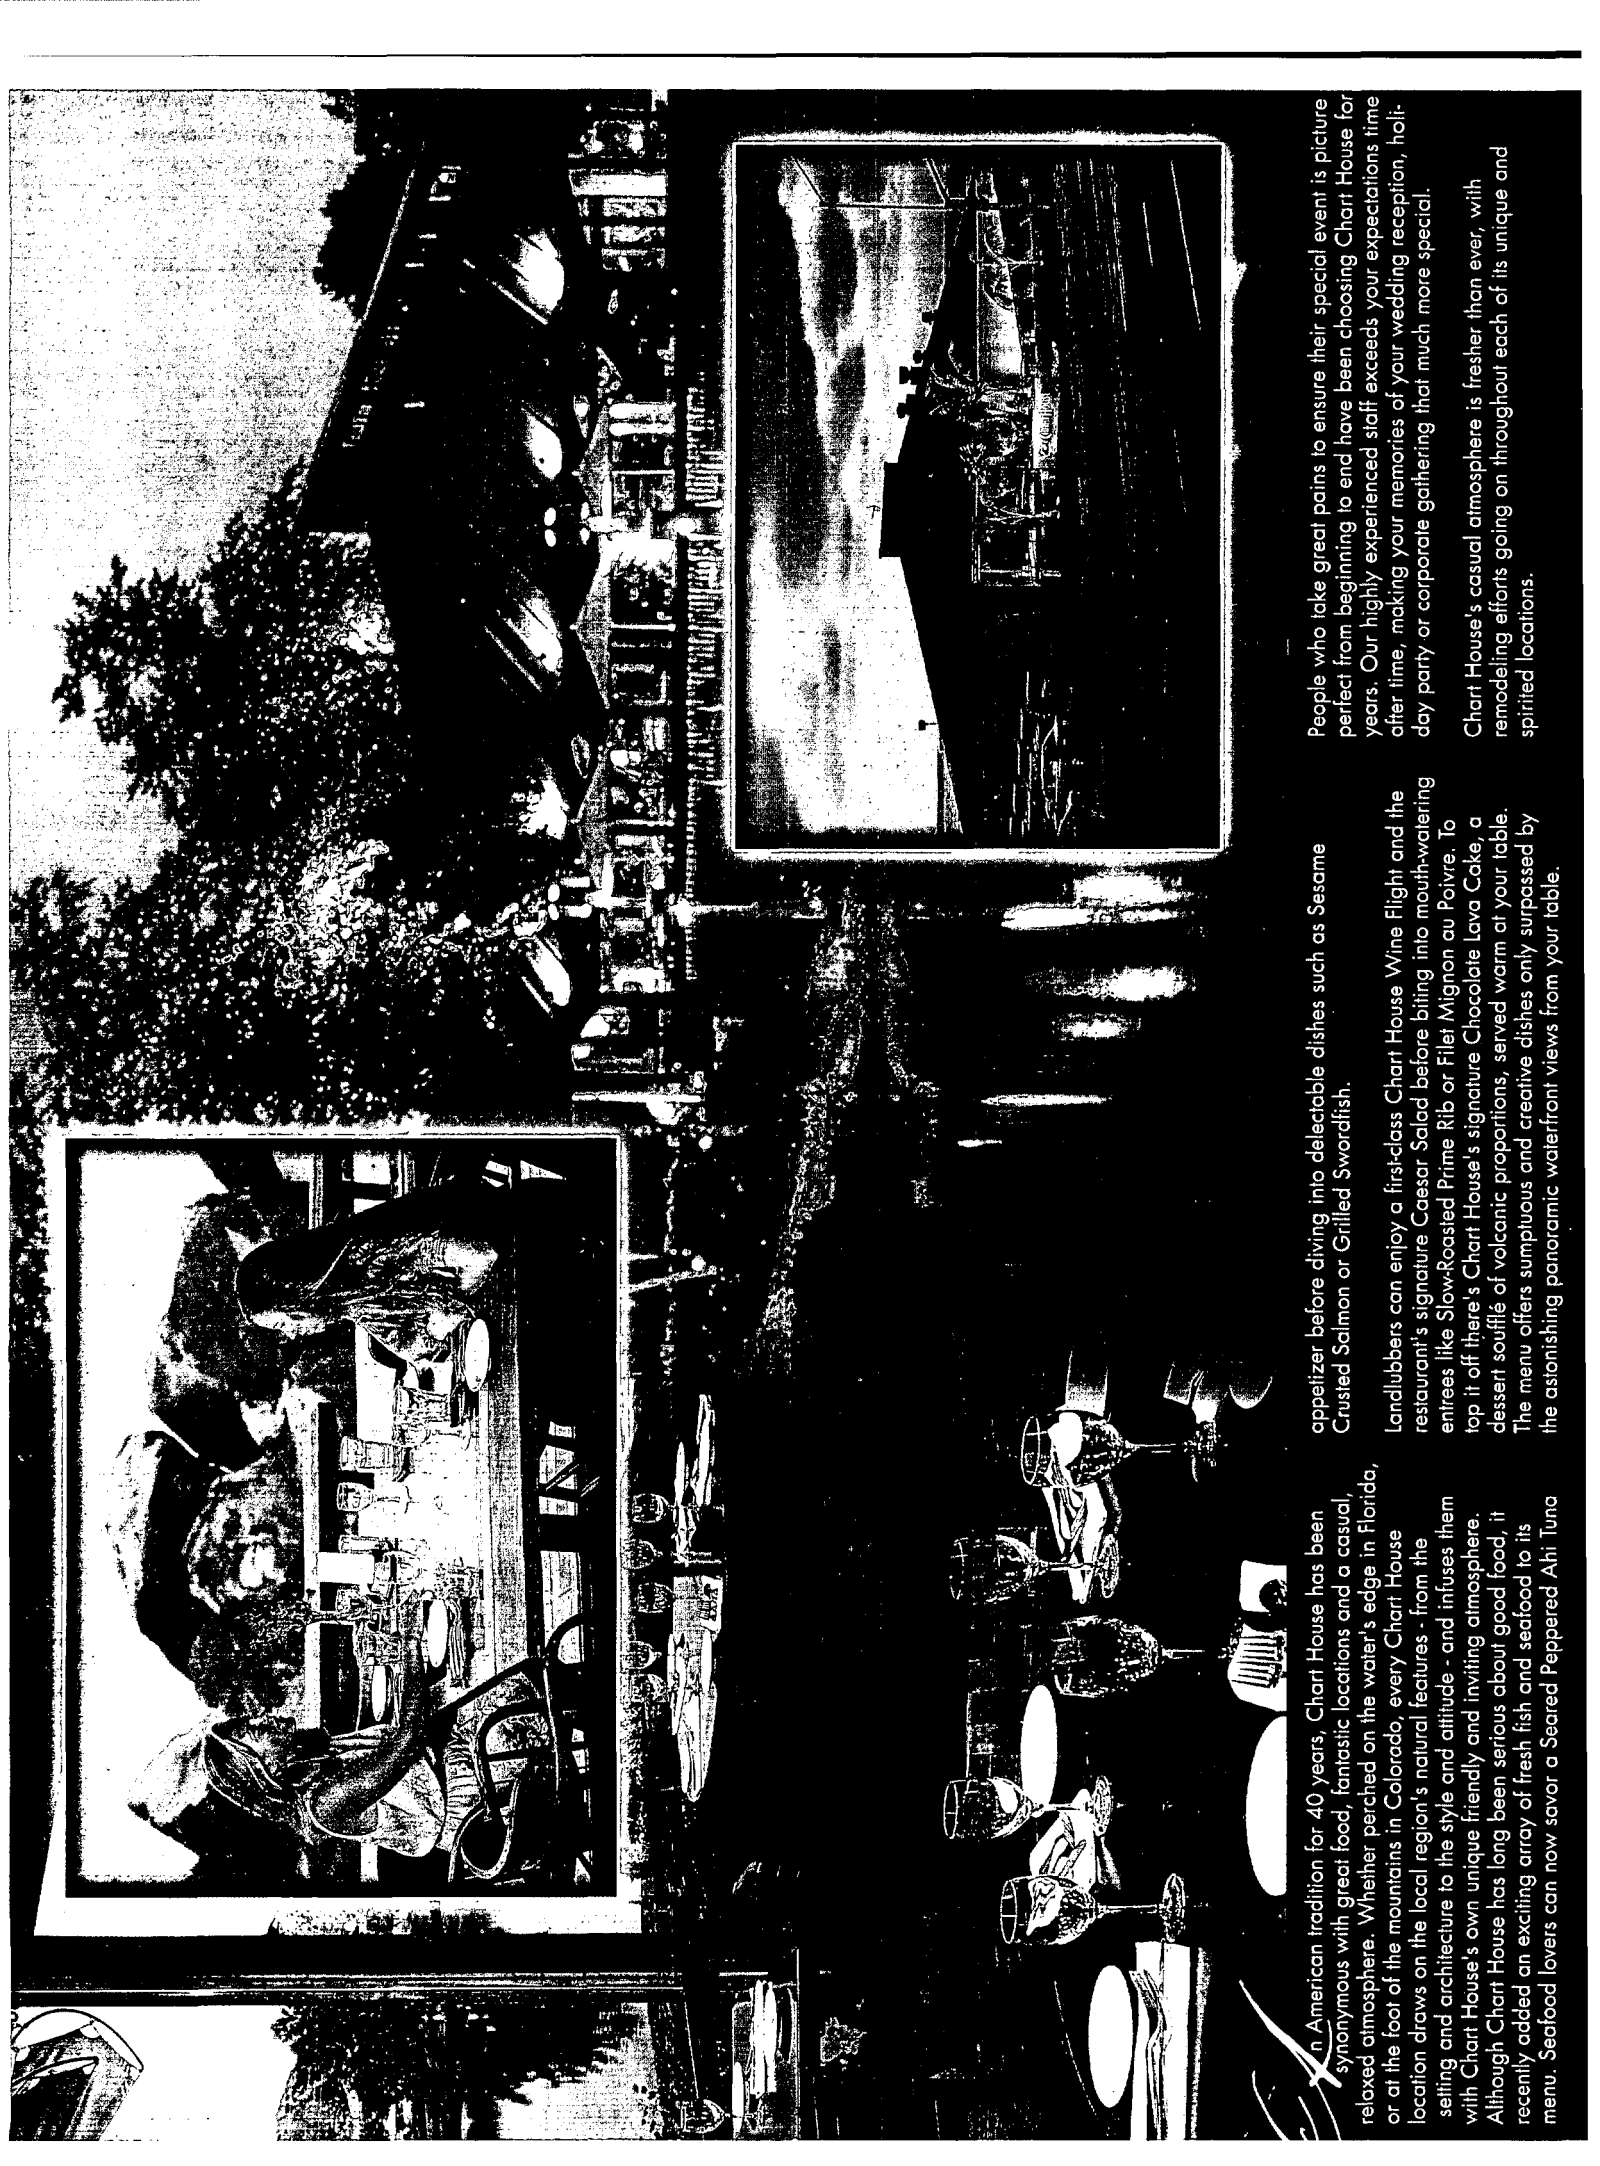 An American tradition for 40 years, Chart House has been
synonymous with great food, fantastic locations and a casual,
relaxed atmosphere. Whether perched on the water's edge in Florida,
or at the foot of the mountains in Colorado, every Chart House
location draws on the local region's natural features - from the
setting and architecture to the style and attitude - and infuses them
with Chart House's own unique friendly and inviting atmosphere.
Although Chart House has long been serious about good food, it
recently added an exciting array of fresh fish and seafood to its
menu. Seafood lovers can now savor a Seared Peppered Ahi Tuna
appetizer before diving into delectable dishes such as Sesame
Crusted Salmon or Grilled Swordfish.
Landlubbers can enjoy a first-class Chart House Wine Flight and the
restaurant's signature Caesar Salad before biting into mouth-watering
entrees like Slow-Roasted Prime Rib or Filet Mignon au Poivre. To
top it off there's Chart House's signature Chocolate Lava Cake, a
dessert soufflé of volcanic proportions, served warm at your table.
The menu offers sumptuous and creative dishes only surpassed by
the astonishing panoramic waterfront views from your table.
People who take great pains to ensure their special event is picture
perfect from beginning to end have been choosing Chart House for
years. Our highly experienced staff exceeds your expectations time
after time, making your memories of your wedding reception, holi-
day party or corporate gathering that much more special.
Chart House's casual atmosphere is fresher than ever, with
remodeling efforts going on throughout each of its unique and
spirited locations.